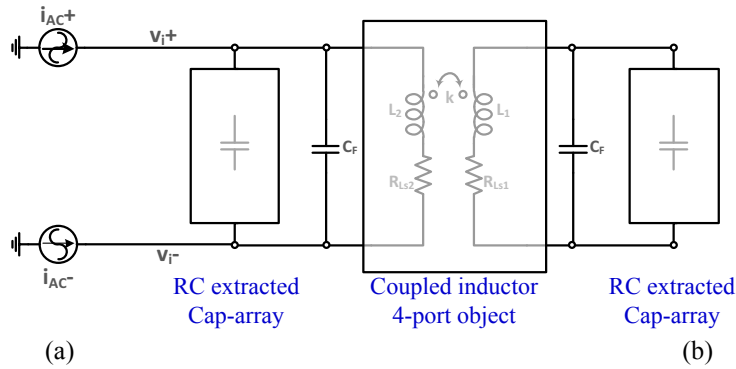 iAC+
vi+
k
L2
L1
CF
CF
RLs2
RLs1
vi-
iAC-
RC extracted
Cap-array
Coupled inductor
4-port object
RC extracted
Cap-array
(a)
(b)